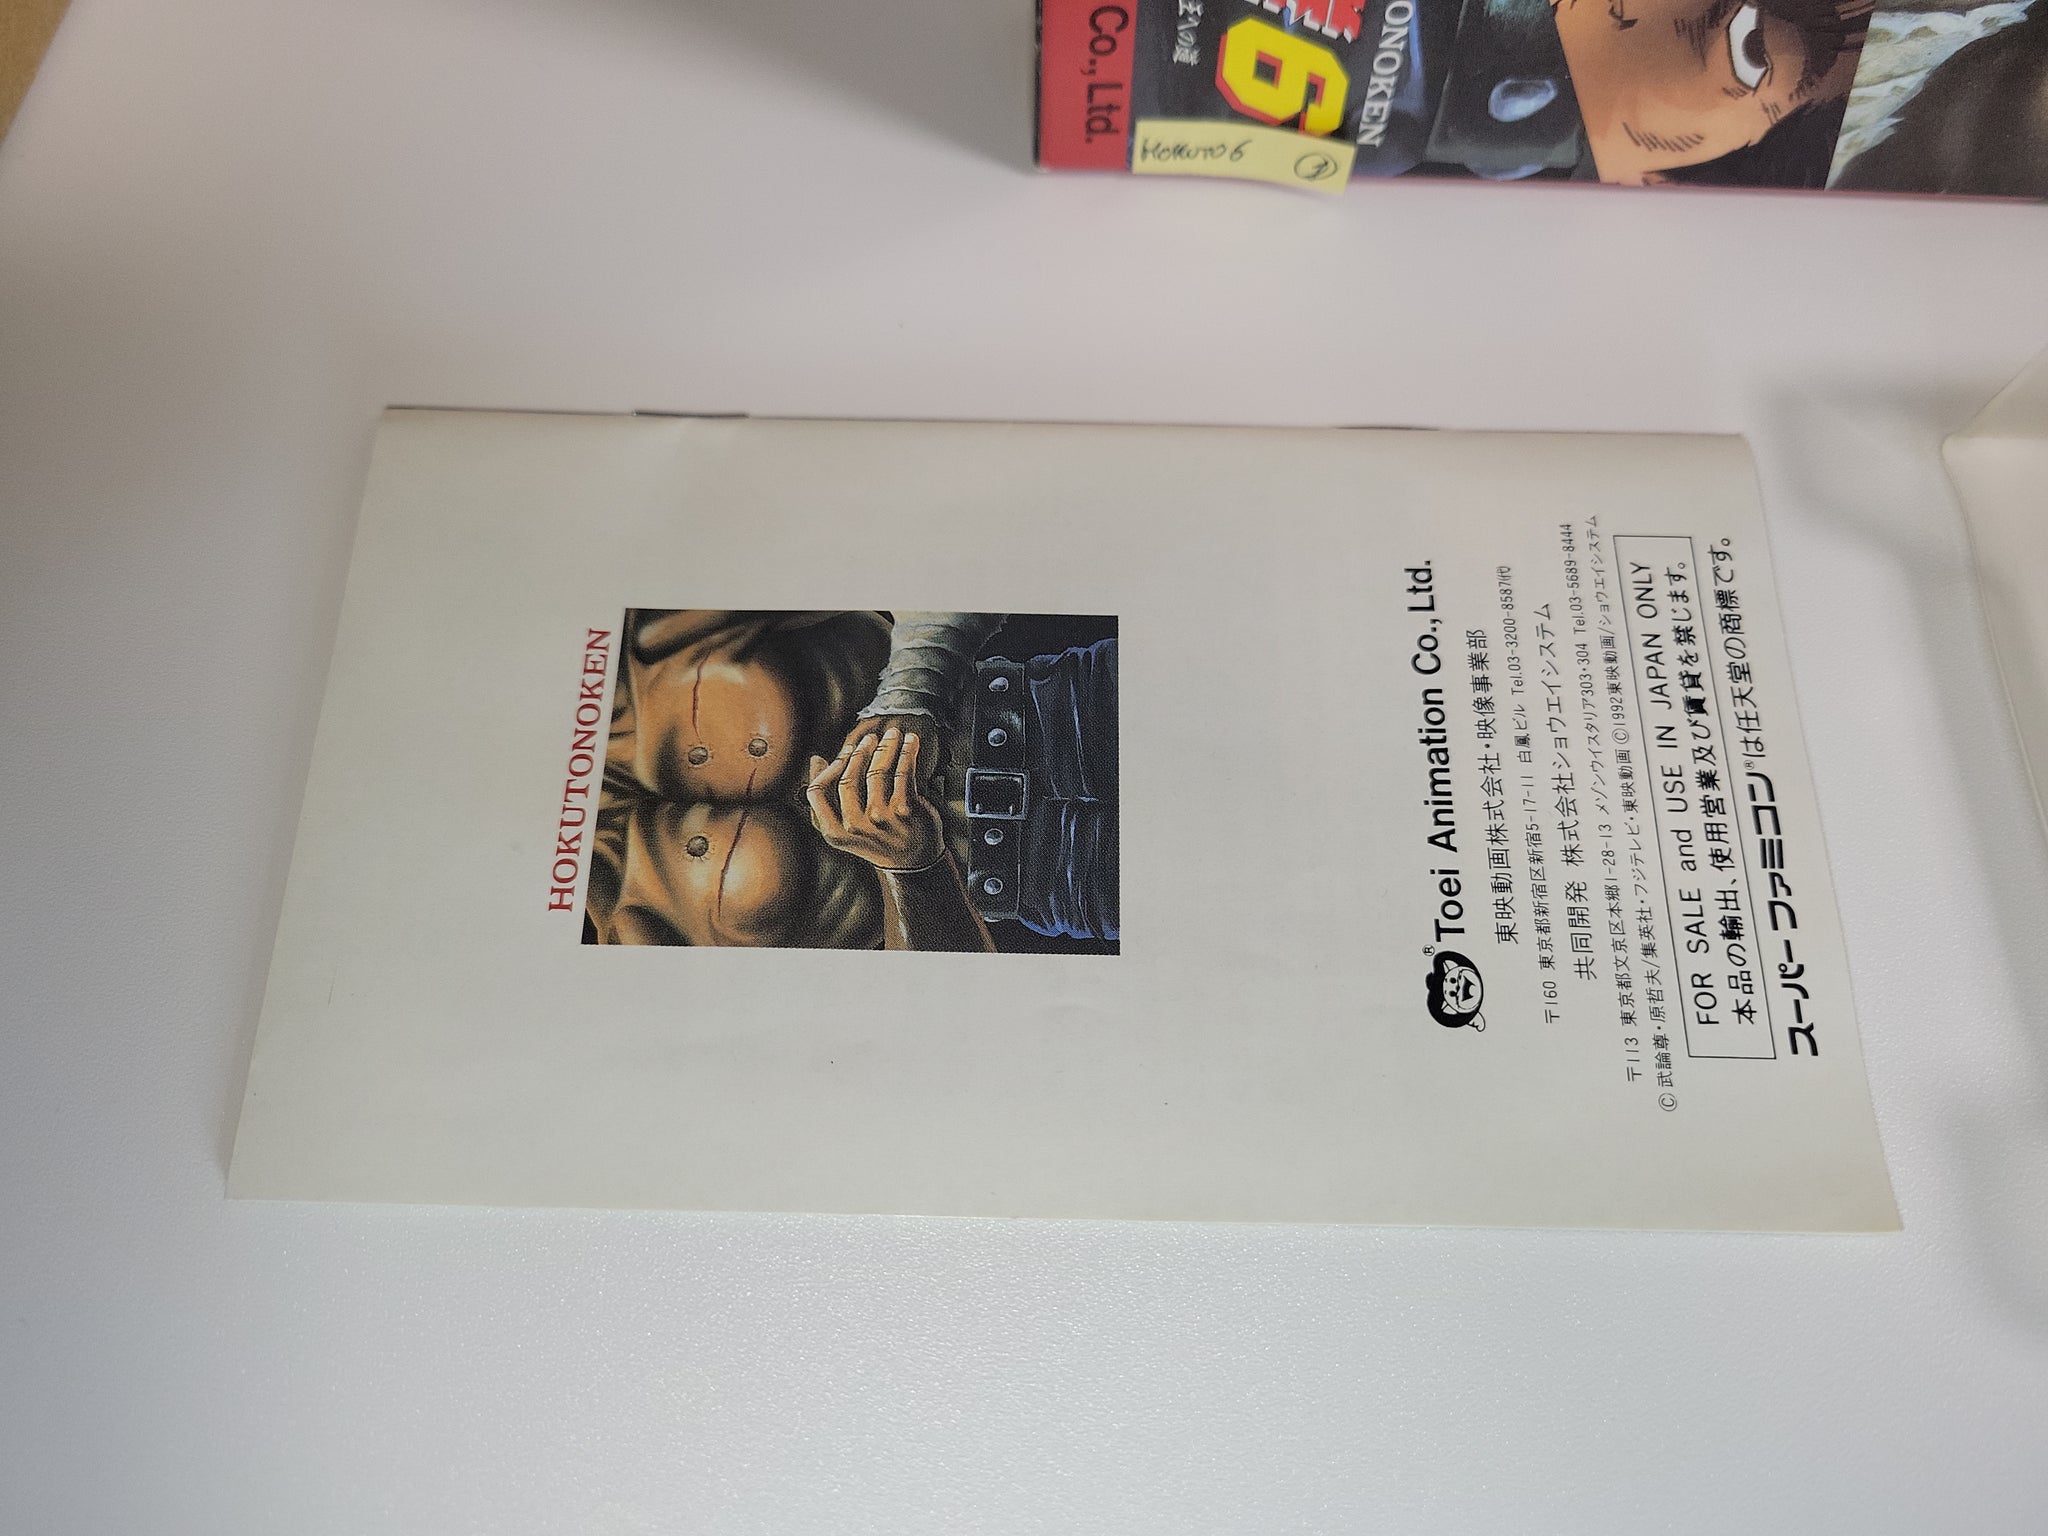 Co.,Ltd.
6
ONOKEN
HOKUTO 6
HOKUTONOKEN
® Toei Animation Co.,Ltd.
東映動画株式会社・映像事業部
〒160 東京都新宿区新宿5-17-11 白鳳ビル Tel.03-3200-8587㈹
共同開発 株式会社ショウエイシステム
〒113 東京都文京区本郷1-28-13 メゾンウィスタリア303・304 Tel.03-5689-8444
Ⓒ 武論尊・原哲夫/集英社・フジテレビ・東映動画 Ⓒ1992東映動画/ショウエイシステム
FOR SALE and USE IN JAPAN ONLY
本品の輸出、使用営業及び賃貸を禁じます。
スーパーファミコン®は任天堂の商標です。